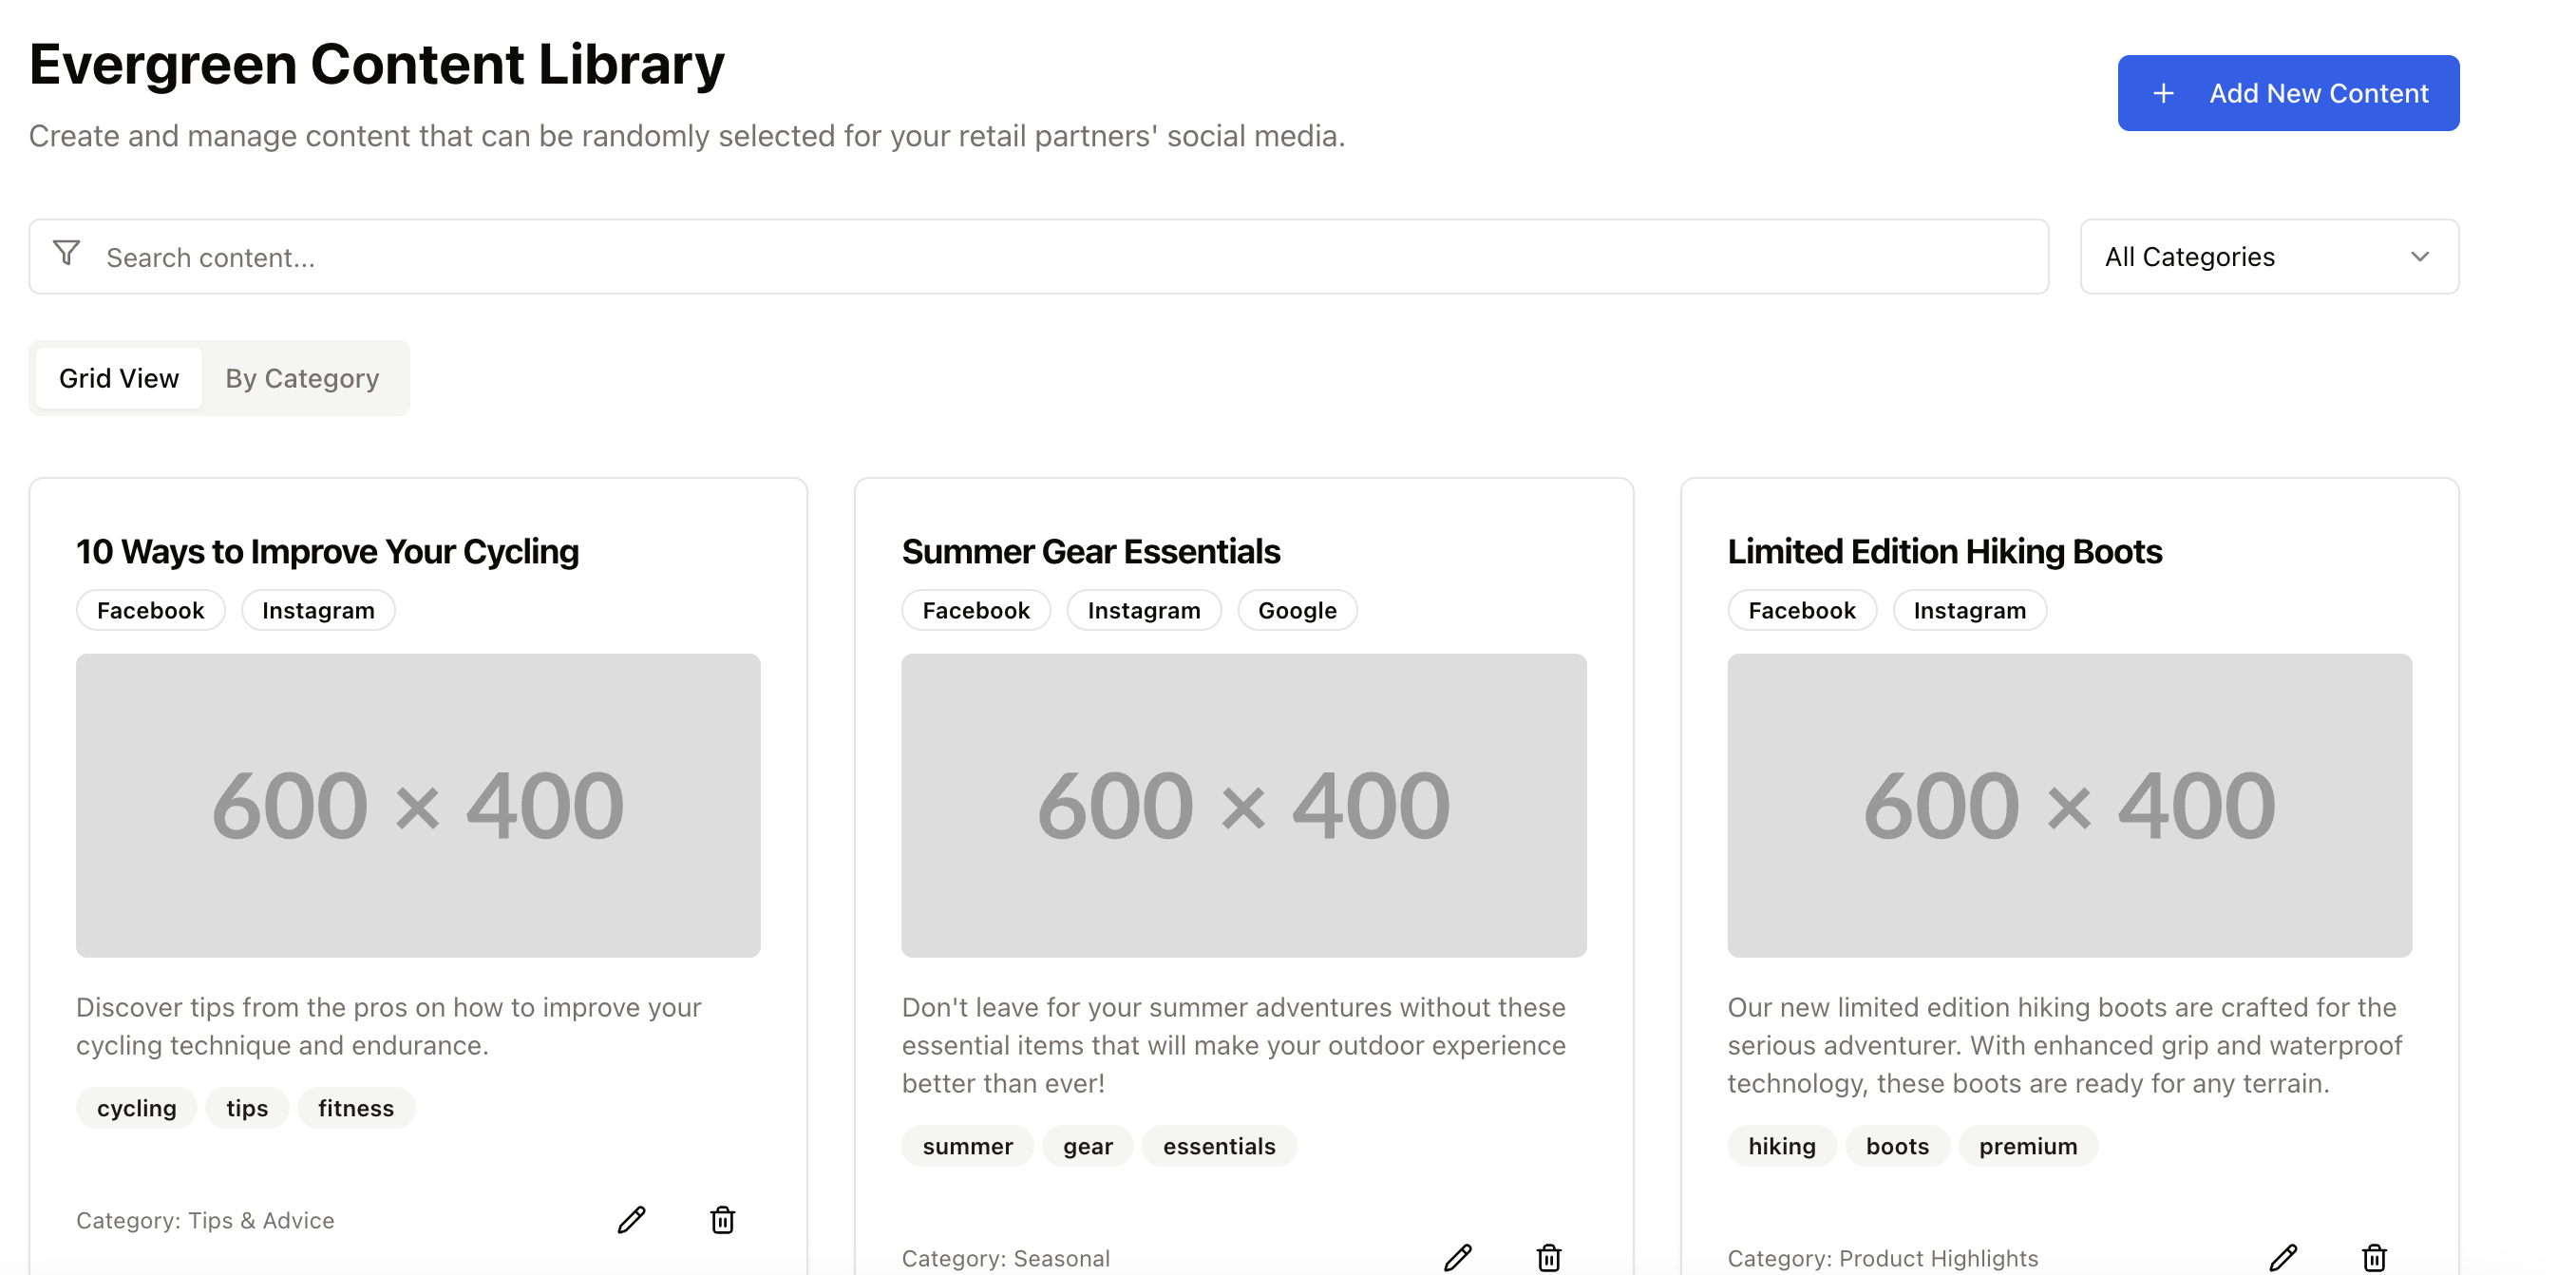 Evergreen Content Library
Create and manage content that can be randomly selected for your retail partners' social media.
+ Add New Content
Search content...
All Categories
Grid View
By Category
10 Ways to Improve Your Cycling
Facebook
Instagram
600 × 400
Discover tips from the pros on how to improve your
cycling technique and endurance.
cycling
tips
fitness
Category: Tips & Advice
Summer Gear Essentials
Facebook
Instagram
Google
600 × 400
Don't leave for your summer adventures without these
essential items that will make your outdoor experience
better than ever!
summer
gear
essentials
Category: Seasonal
Limited Edition Hiking Boots
Facebook
Instagram
600 × 400
Our new limited edition hiking boots are crafted for the
serious adventurer. With enhanced grip and waterproof
technology, these boots are ready for any terrain.
hiking
boots
premium
Category: Product Highlights